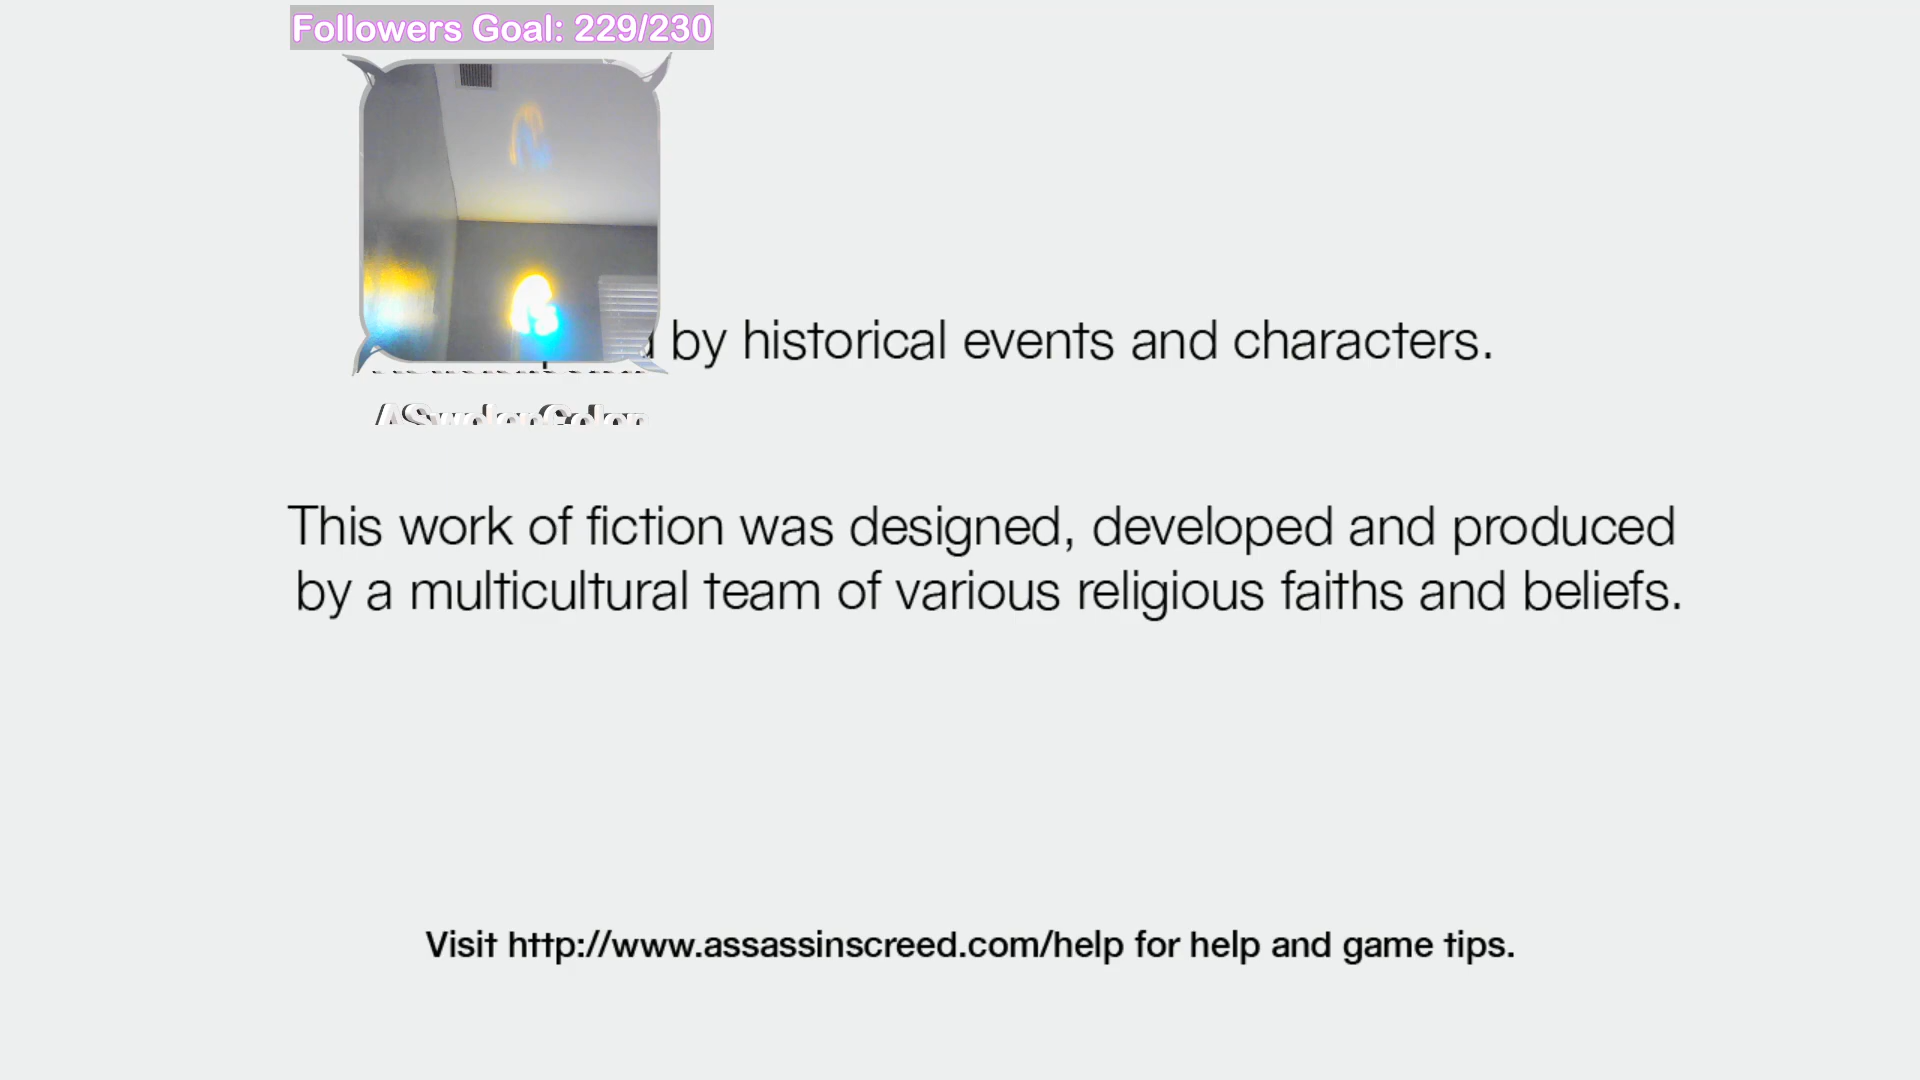 Followers Goal: 229/230
by historical events and characters.
This work of fiction was designed, developed and produced
by a multicultural team of various religious faiths and beliefs.
Visit http://www.assassinscreed.com/help for help and game tips.